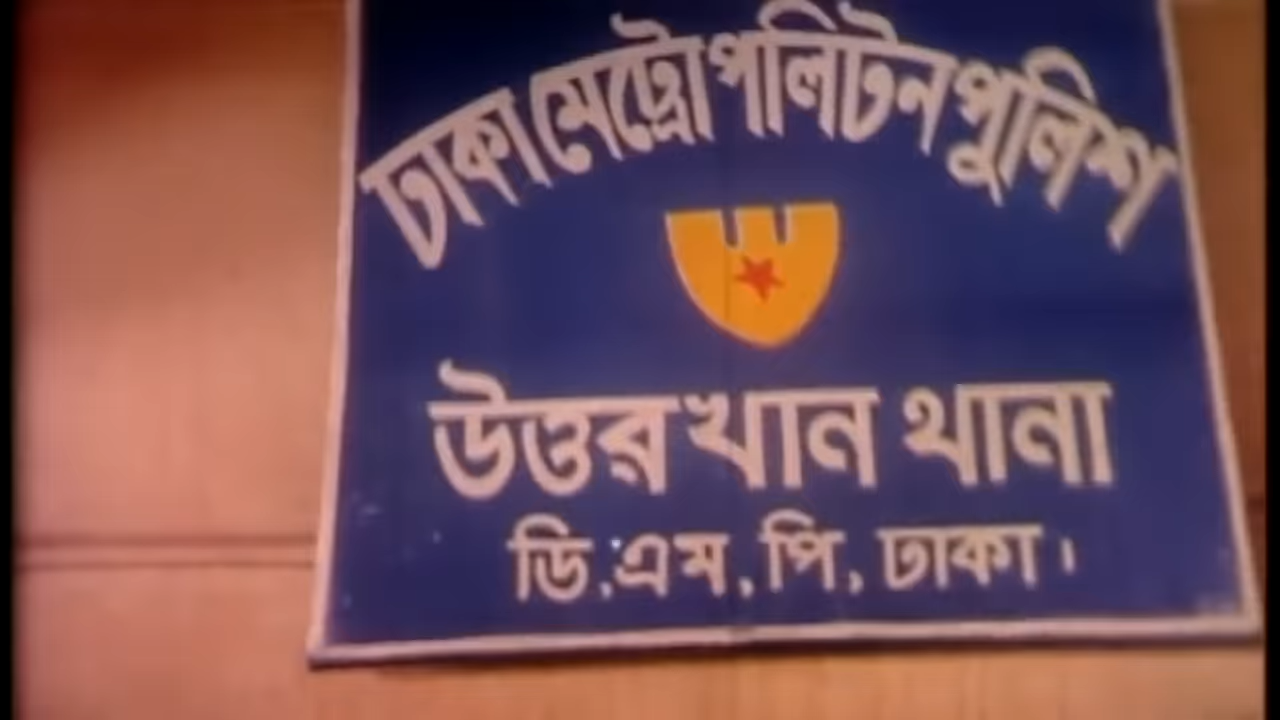 ঢাকা মেট্রোপলিটন পুলিশ
উত্তরখান থানা
ডি.এম.পি, ঢাকা।